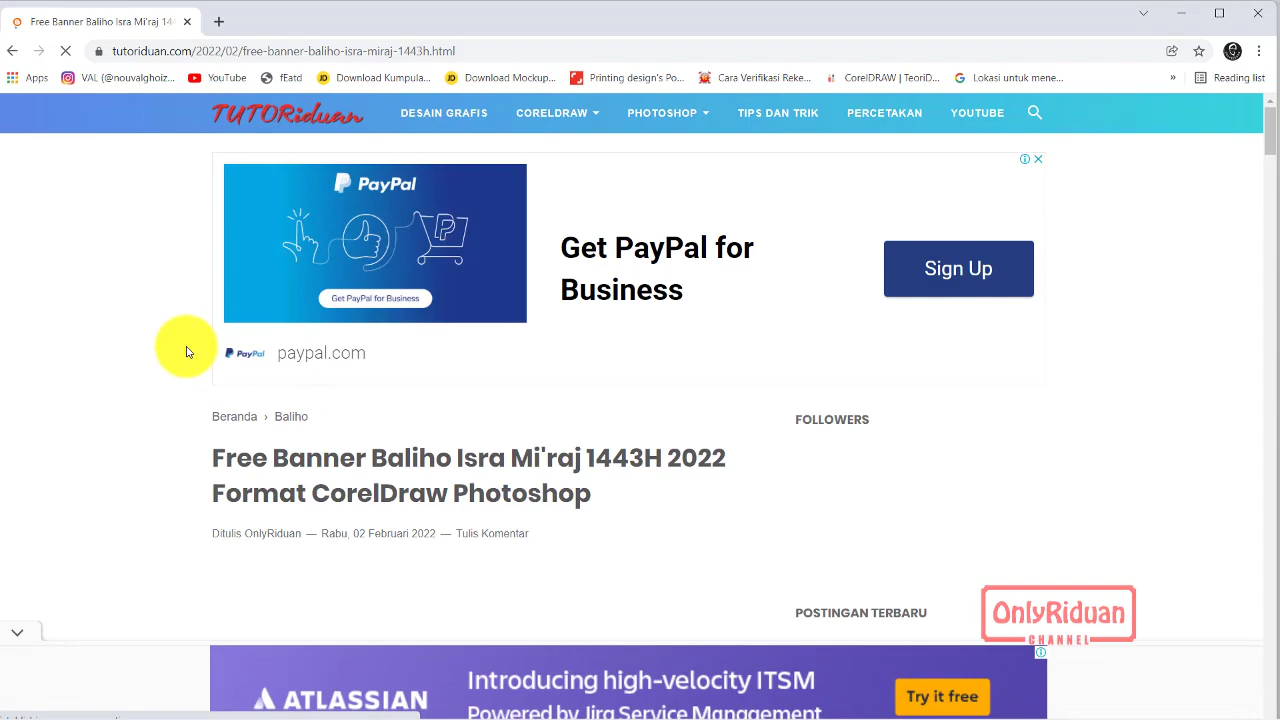 Free Banner Baliho Isra Mi'raj 14
tutoriduan.com/2022/02/free-banner-baliho-isra-miraj-1443h.html
Apps
VAL (@nouvalghoiz...
YouTube
fEatd
Download Kumpula...
Download Mockup...
Printing design's Po...
Cara Verifikasi Reke...
CorelDRAW | TeoriD...
Lokasi untuk mene...
»
Reading list
TUTORiduan
DESAIN GRAFIS
CORELDRAW
PHOTOSHOP
TIPS DAN TRIK
PERCETAKAN
YOUTUBE
PayPal
Get PayPal for Business
Get PayPal for
Business
Sign Up
PayPal
paypal.com
Beranda › Baliho
FOLLOWERS
Free Banner Baliho Isra Mi'raj 1443H 2022
Format CorelDraw Photoshop
Ditulis OnlyRiduan — Rabu, 02 Februari 2022 — Tulis Komentar
POSTINGAN TERBARU
OnlyRiduan
CHANNEL
ATLASSIAN
Introducing high-velocity ITSM
Powered by Jira Service Management
Try it free